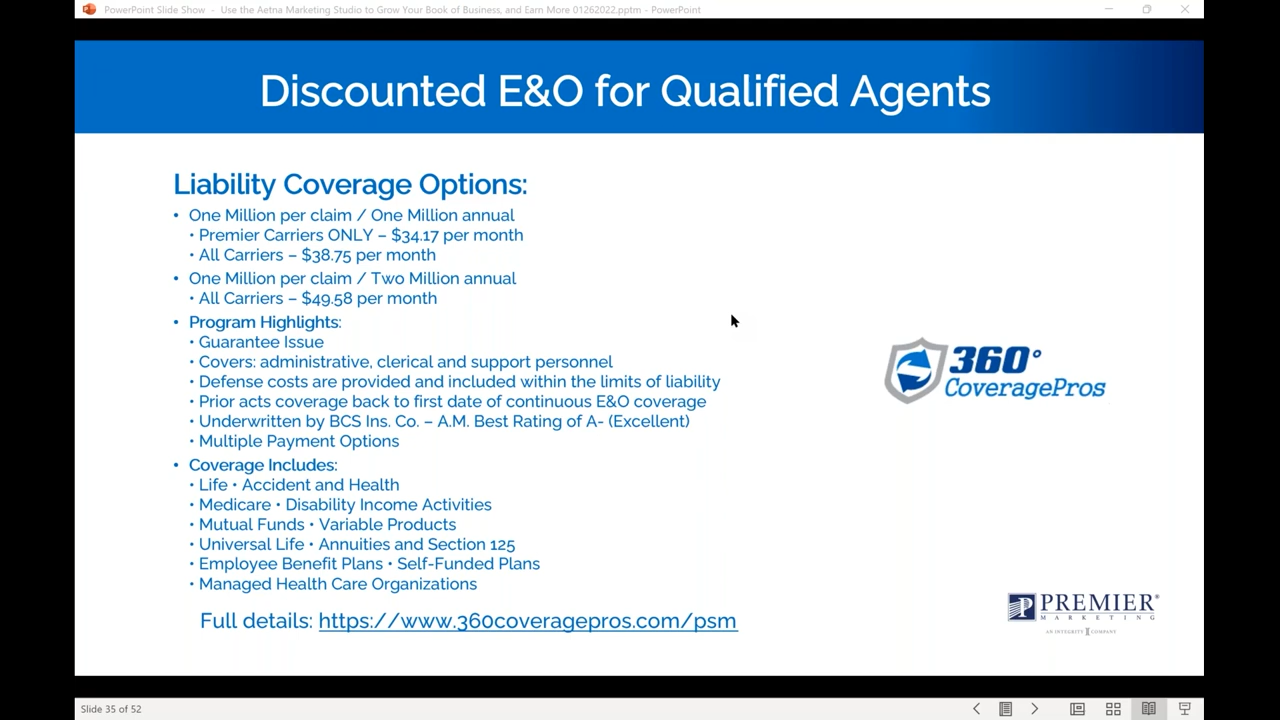 PowerPoint Slide Show - Use the Aetna Marketing Studio to Grow Your Book of Business, and Earn More 01262022.pptm - PowerPoint
Discounted E&O for Qualified Agents
Liability Coverage Options:
• One Million per claim / One Million annual
• Premier Carriers ONLY – $34.17 per month
• All Carriers – $38.75 per month
• One Million per claim / Two Million annual
• All Carriers – $49.58 per month
• Program Highlights:
• Guarantee Issue
• Covers: administrative, clerical and support personnel
• Defense costs are provided and included within the limits of liability
• Prior acts coverage back to first date of continuous E&O coverage
• Underwritten by BCS Ins. Co. – A.M. Best Rating of A- (Excellent)
• Multiple Payment Options
• Coverage Includes:
• Life • Accident and Health
• Medicare • Disability Income Activities
• Mutual Funds • Variable Products
• Universal Life • Annuities and Section 125
• Employee Benefit Plans • Self-Funded Plans
• Managed Health Care Organizations
Full details: https://www.360coveragepros.com/psm
360°
CoveragePros
PREMIER®
MARKETING
AN INTEGRITY COMPANY
Slide 35 of 52